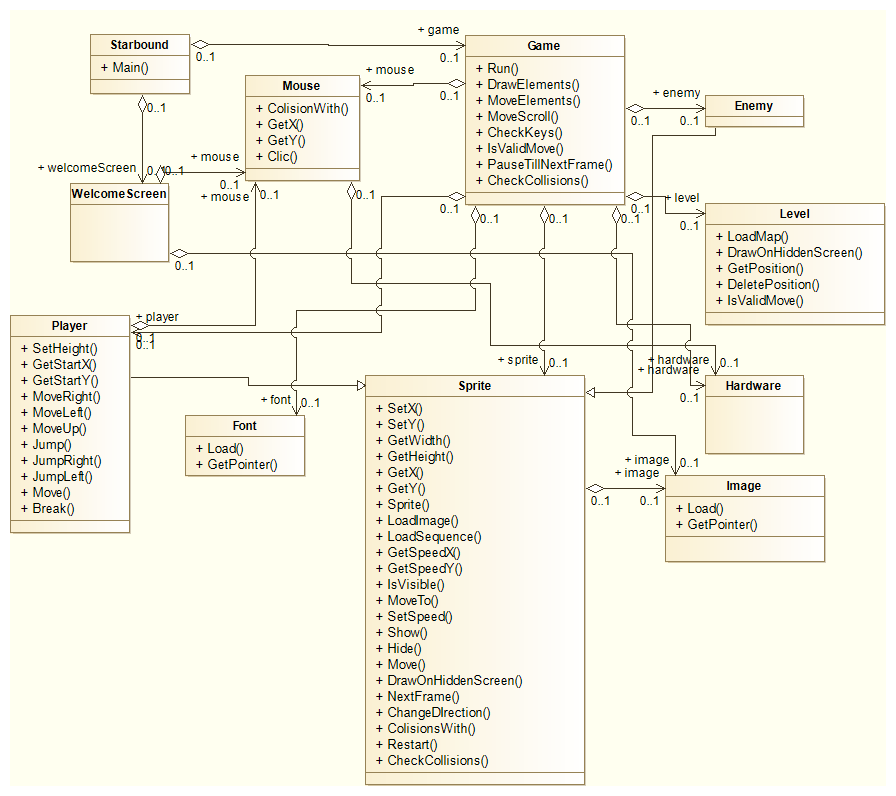 Starbound
+ Main()
0..1
+ game
0..1
Game
+ Run()
+ DrawElements()
+ MoveElements()
+ MoveScroll()
+ CheckKeys()
+ IsValidMove()
+ PauseTillNextFrame()
+ CheckCollisions()
+ mouse
0..1
0..1
Mouse
+ ColisionWith()
+ GetX()
+ GetY()
+ Clic()
+ enemy
0..1
0..1
Enemy
0..1
+ welcomeScreen
0..1
0..1
+ mouse
0..1
+ mouse
0..1
WelcomeScreen
0..1
0..1
0..1
0..1
0..1
0..1
0..1
+ level
0..1
Level
+ LoadMap()
+ DrawOnHiddenScreen()
+ GetPosition()
+ DeletePosition()
+ IsValidMove()
+ player
0..1
0..1
Player
+ SetHeight()
+ GetStartX()
+ GetStartY()
+ MoveRight()
+ MoveLeft()
+ MoveUp()
+ Jump()
+ JumpRight()
+ JumpLeft()
+ Move()
+ Break()
+ font
0..1
Font
+ Load()
+ GetPointer()
+ sprite
0..1
Sprite
+ SetX()
+ SetY()
+ GetWidth()
+ GetHeight()
+ GetX()
+ GetY()
+ Sprite()
+ LoadImage()
+ LoadSequence()
+ GetSpeedX()
+ GetSpeedY()
+ IsVisible()
+ MoveTo()
+ SetSpeed()
+ Show()
+ Hide()
+ Move()
+ DrawOnHiddenScreen()
+ NextFrame()
+ ChangeDIrection()
+ ColisionsWith()
+ Restart()
+ CheckCollisions()
+ hardware
0..1
+ hardware
0..1
Hardware
+ image
0..1
+ image
0..1
0..1
Image
+ Load()
+ GetPointer()